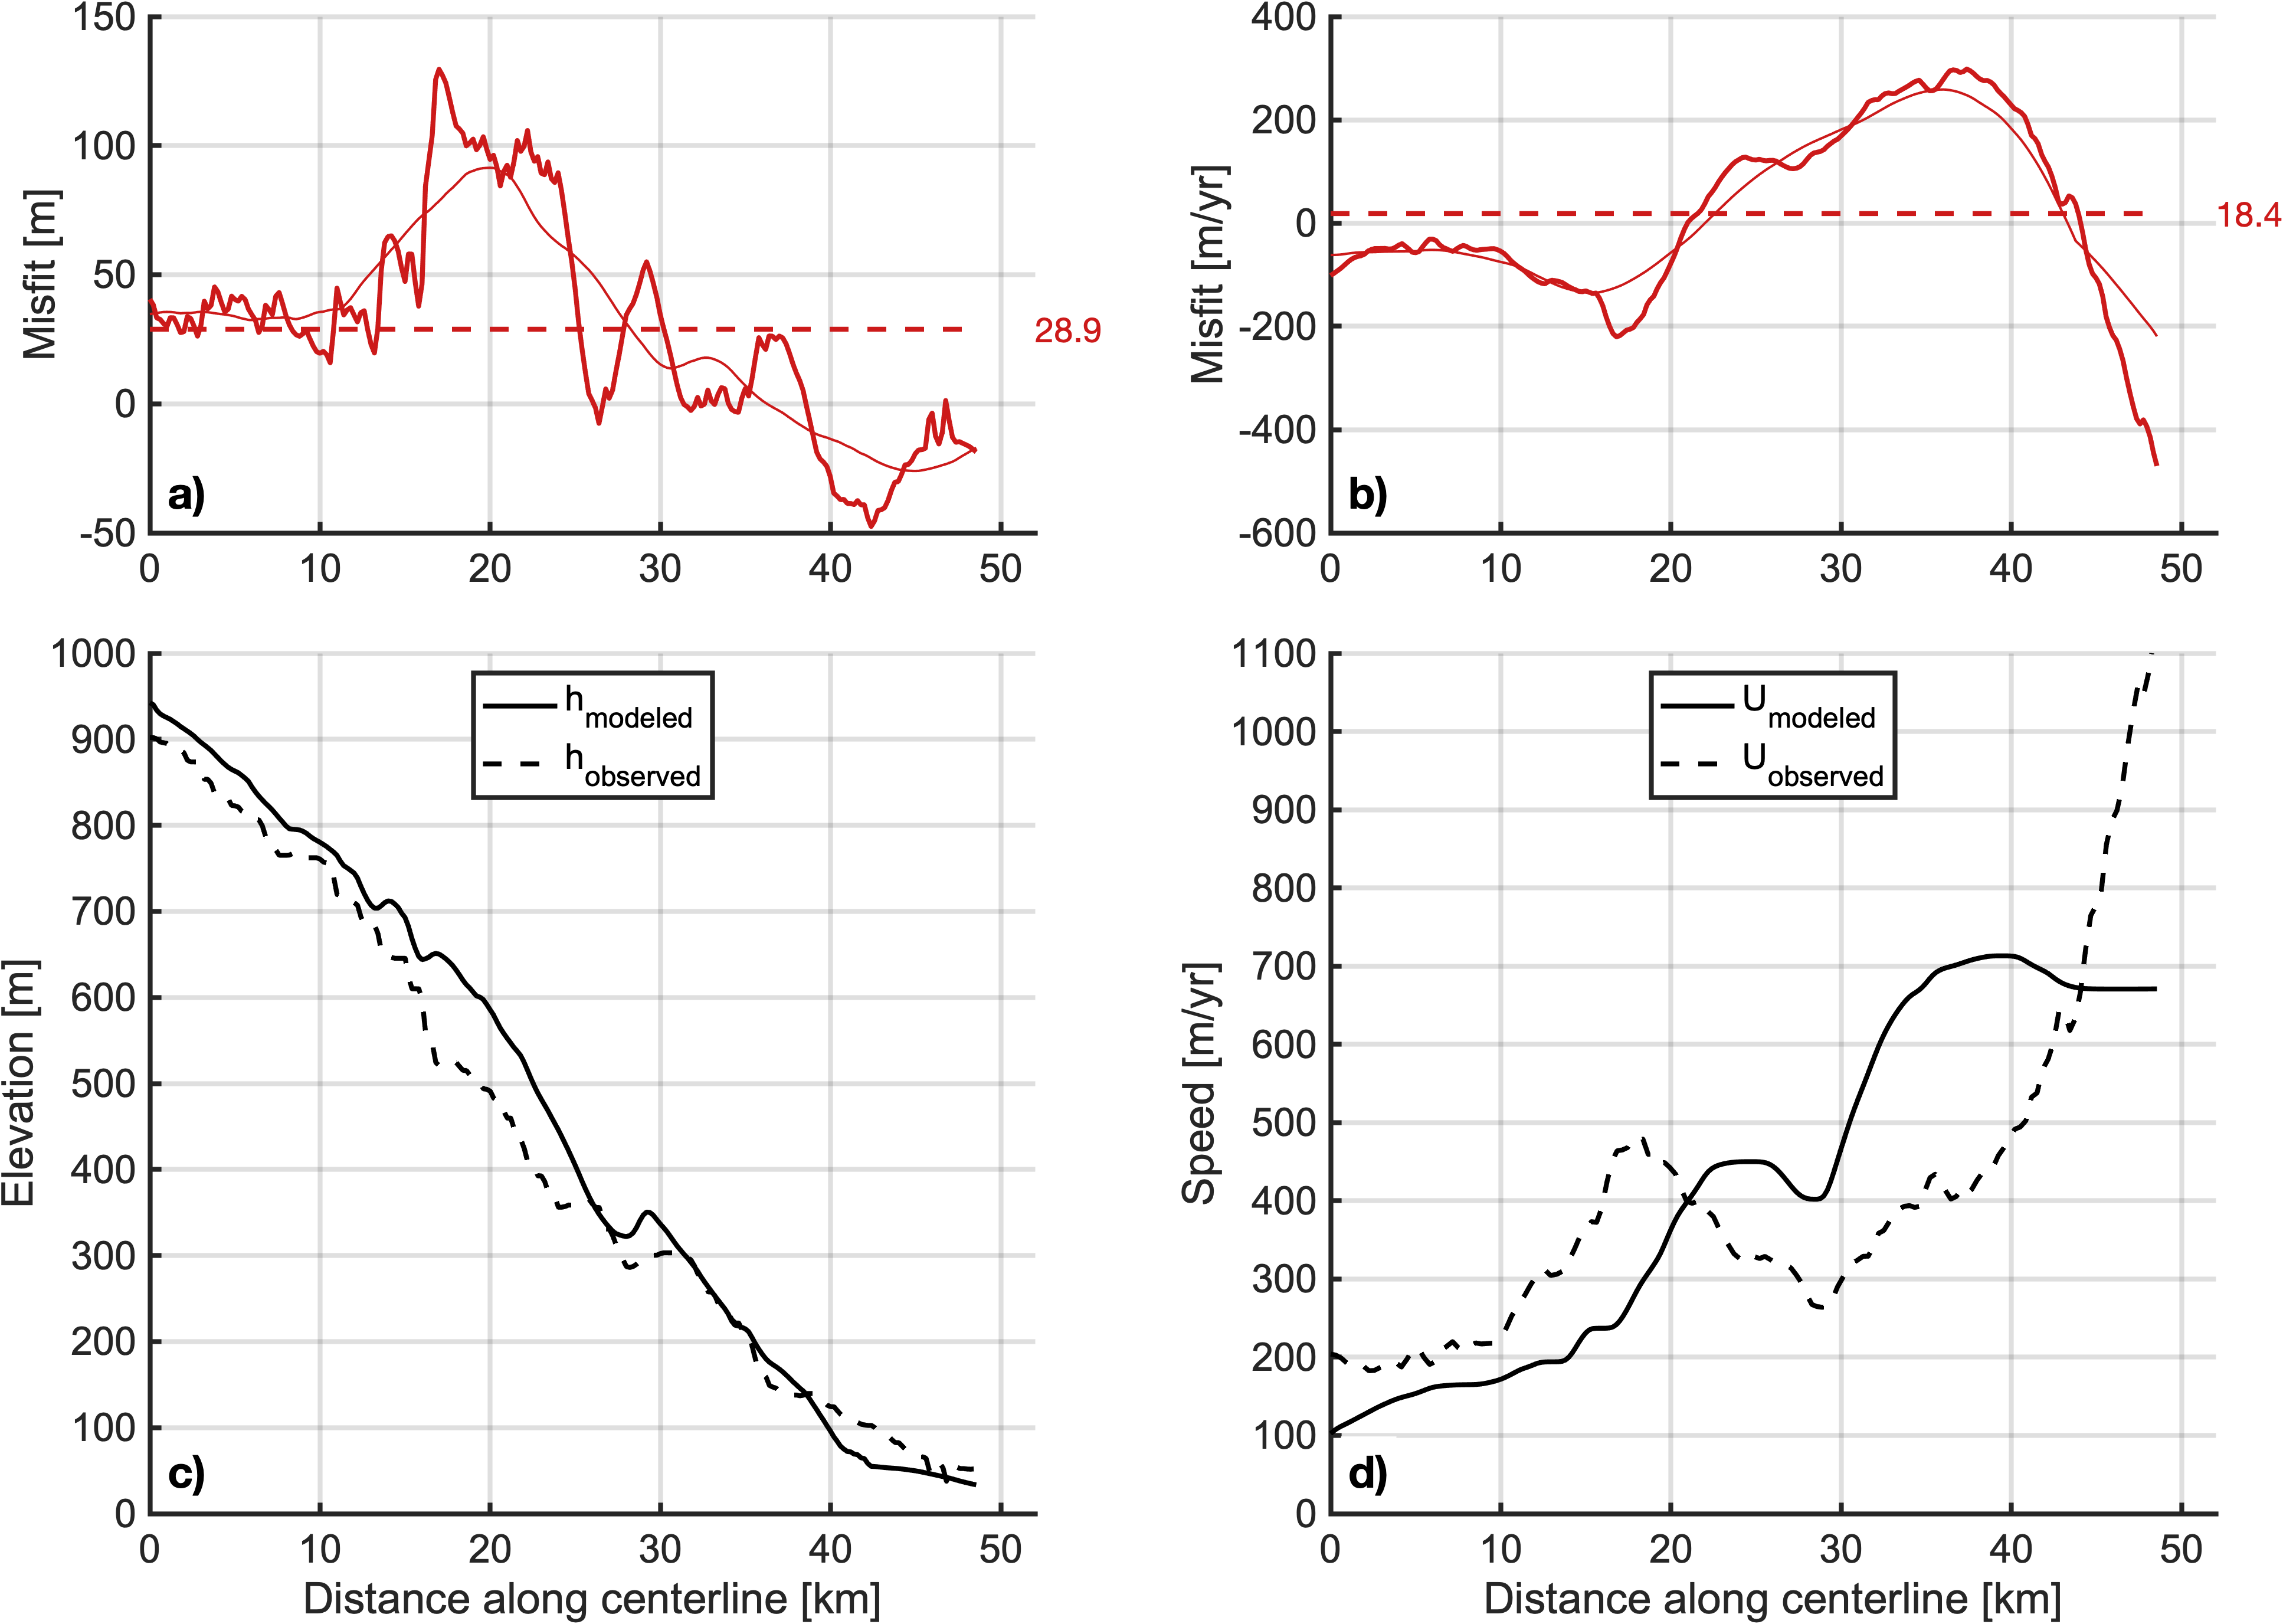 150
100
50
0
-50
Misfit [m]
28.9
a)
0 10 20 30 40 50
400
200
0
-200
-400
-600
Misfit [m/yr]
18.4
b)
0 10 20 30 40 50
1000
900
800
700
600
500
400
300
200
100
0
Elevation [m]
h modeled
h observed
c)
0 10 20 30 40 50
Distance along centerline [km]
1100
1000
900
800
700
600
500
400
300
200
100
0
Speed [m/yr]
U modeled
U observed
d)
0 10 20 30 40 50
Distance along centerline [km]